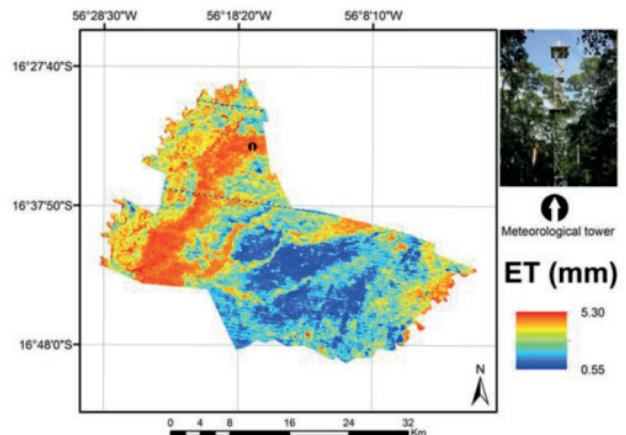 56°28'30"W 56°18'20"W 56°8'10"W
16°27'40"S
16°37'50"S
16°48'0"S
Meteorological tower
ET (mm)
5.30
0.55
N
0 2 4 8 16 24 32
Km